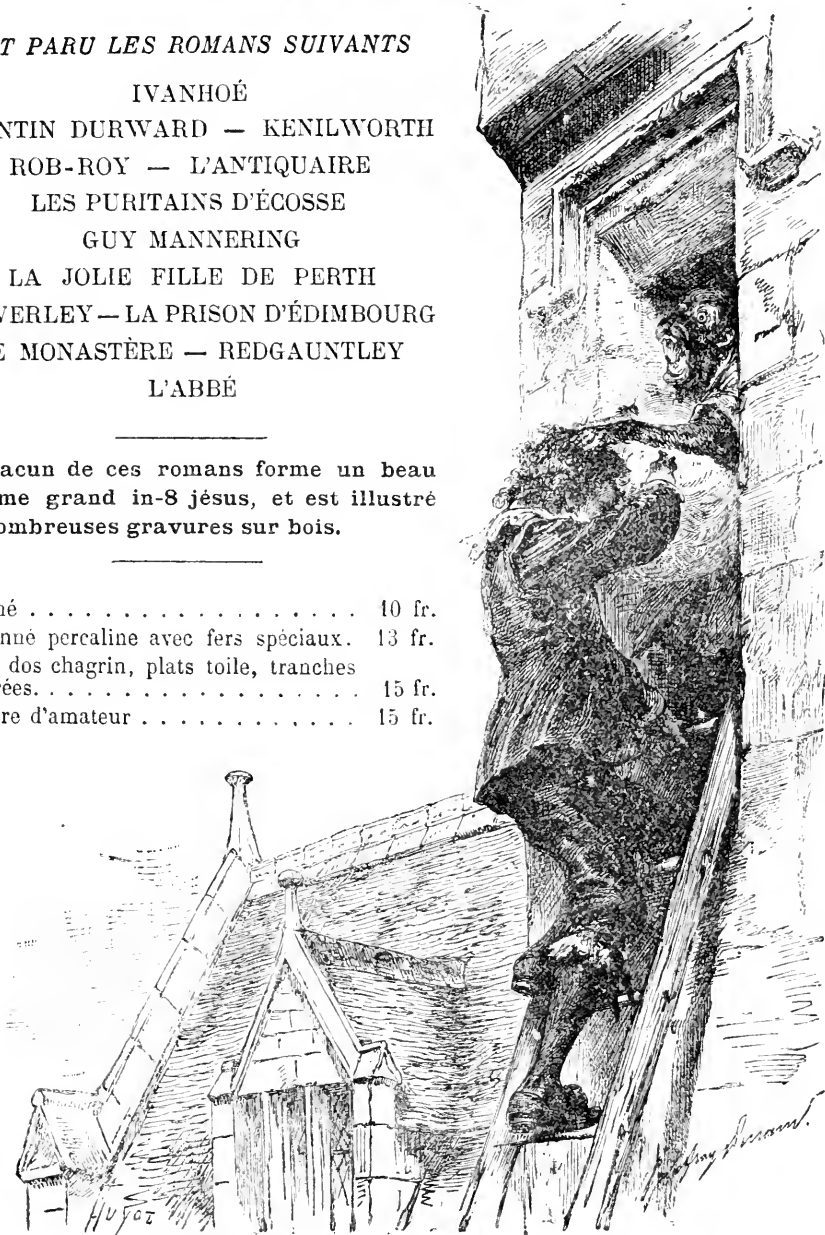 T PARU LES ROMANS SUIVANTS
IVANHOÉ
NTIN DURWARD — KENILWORTH
ROB-ROY — L'ANTIQUAIRE
LES PURITAINS D'ÉCOSSE
GUY MANNERING
LA JOLIE FILLE DE PERTH
VERLEY — LA PRISON D'ÉDIMBOURG
E MONASTÈRE — REDGAUNTLEY
L'ABBÉ
acun de ces romans forme un beau
me grand in-8 jésus, et est illustré
ombreuses gravures sur bois.
é . . . . . . . . . . . . . . . . . . 10 fr.
nné percaline avec fers spéciaux. 13 fr.
dos chagrin, plats toile, tranches
ées. . . . . . . . . . . . . . . . . . 15 fr.
re d'amateur . . . . . . . . . . . . 15 fr.
HUYOT